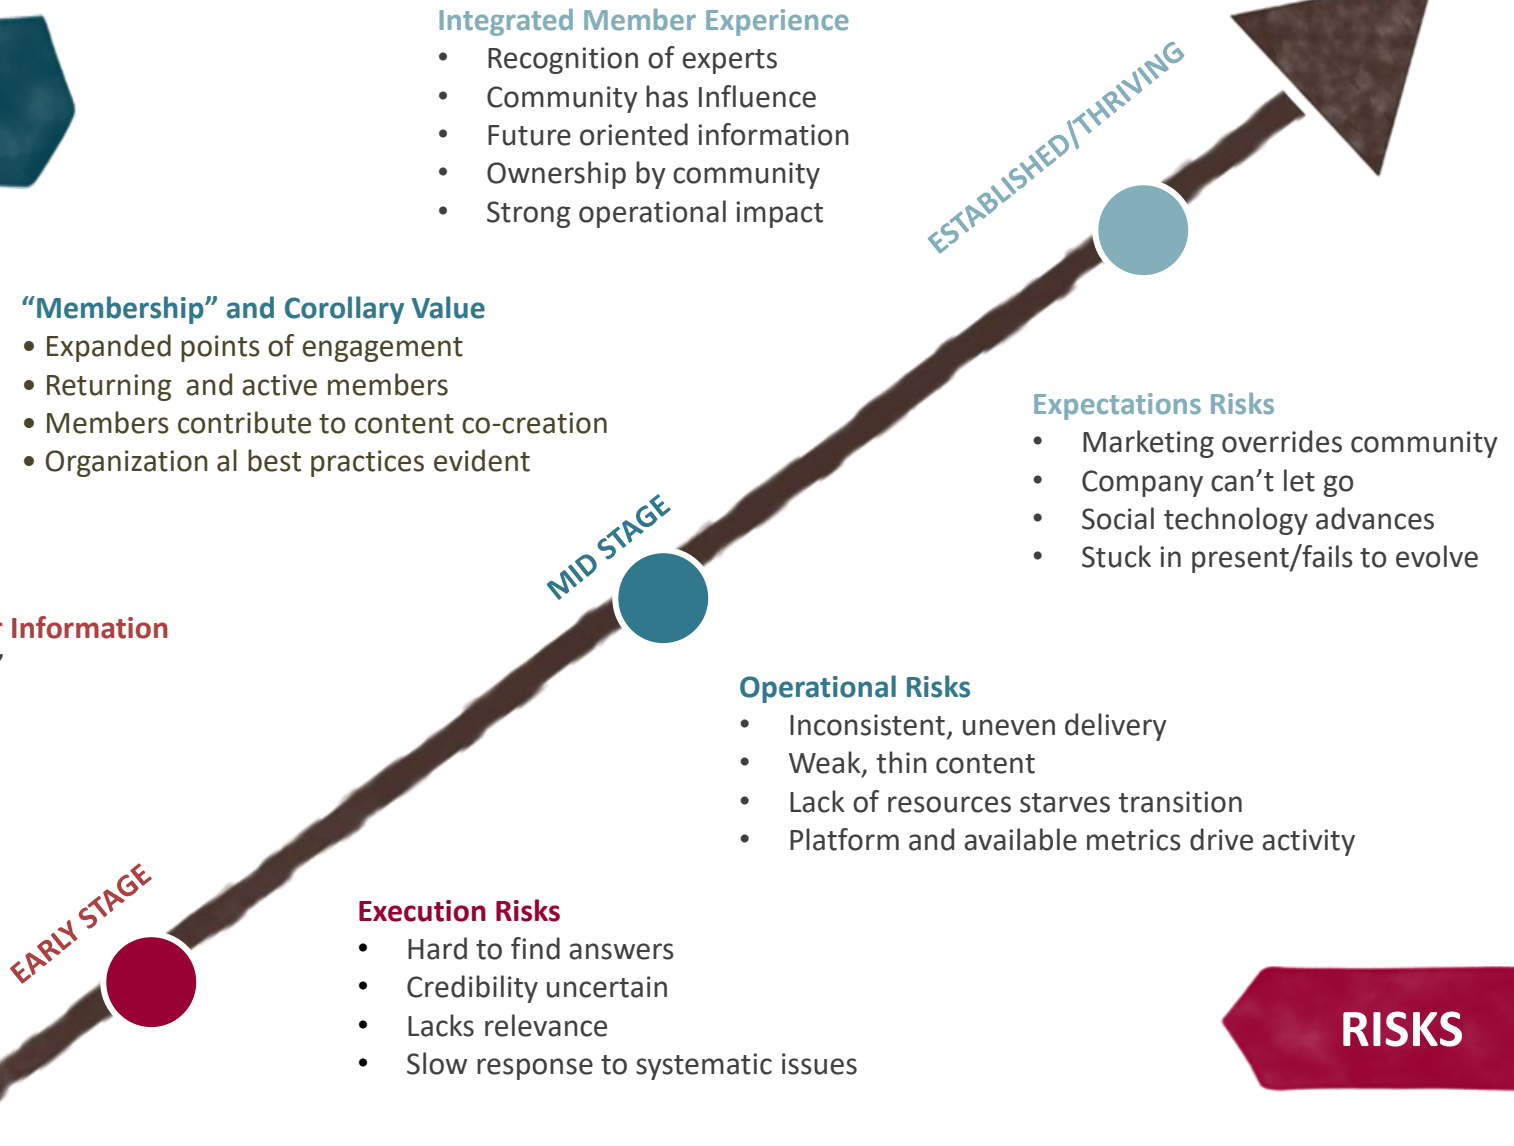 Integrated Member Experience
• Recognition of experts
• Community has Influence
• Future oriented information
• Ownership by community
• Strong operational impact
ESTABLISHED/THRIVING
“Membership” and Corollary Value
• Expanded points of engagement
• Returning  and active members
• Members contribute to content co-creation
• Organization al best practices evident
Expectations Risks
• Marketing overrides community
• Company can’t let go
• Social technology advances
• Stuck in present/fails to evolve
MID STAGE
Information
Operational Risks
• Inconsistent, uneven delivery
• Weak, thin content
• Lack of resources starves transition
• Platform and available metrics drive activity
EARLY STAGE
Execution Risks
• Hard to find answers
• Credibility uncertain
• Lacks relevance
• Slow response to systematic issues
RISKS